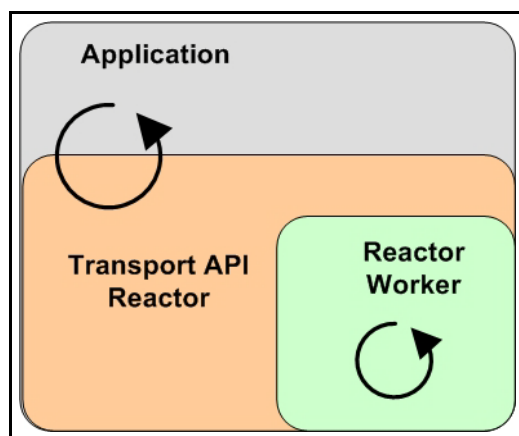 Application
Transport API
Reactor
Reactor
Worker